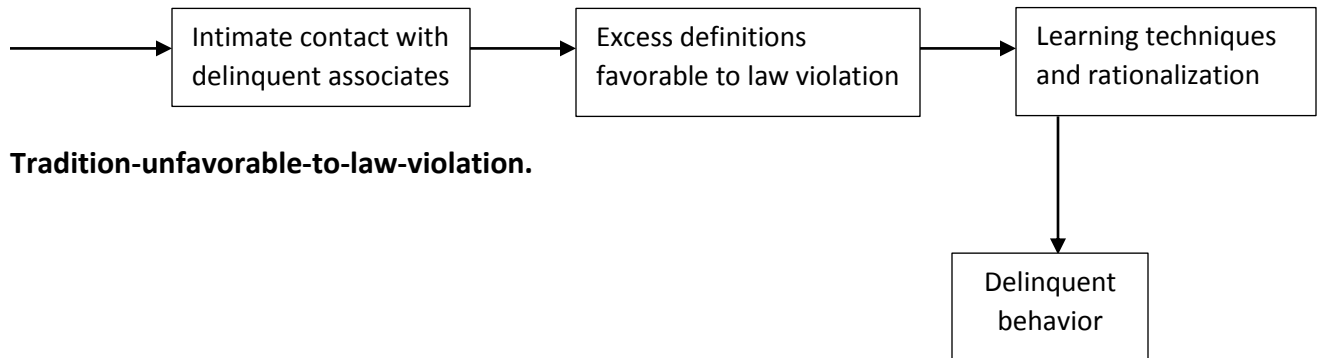 Intimate contact with
delinquent associates
Excess definitions
favorable to law violation
Learning techniques
and rationalization
Tradition-unfavorable-to-law-violation.
Delinquent
behavior